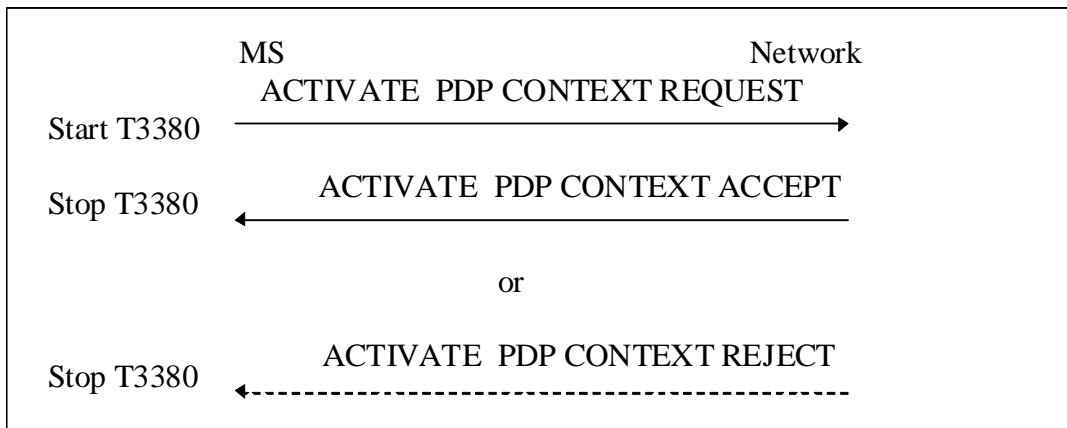 MS Network
ACTIVATE PDP CONTEXT REQUEST
Start T3380
ACTIVATE PDP CONTEXT ACCEPT
Stop T3380
or
ACTIVATE PDP CONTEXT REJECT
Stop T3380